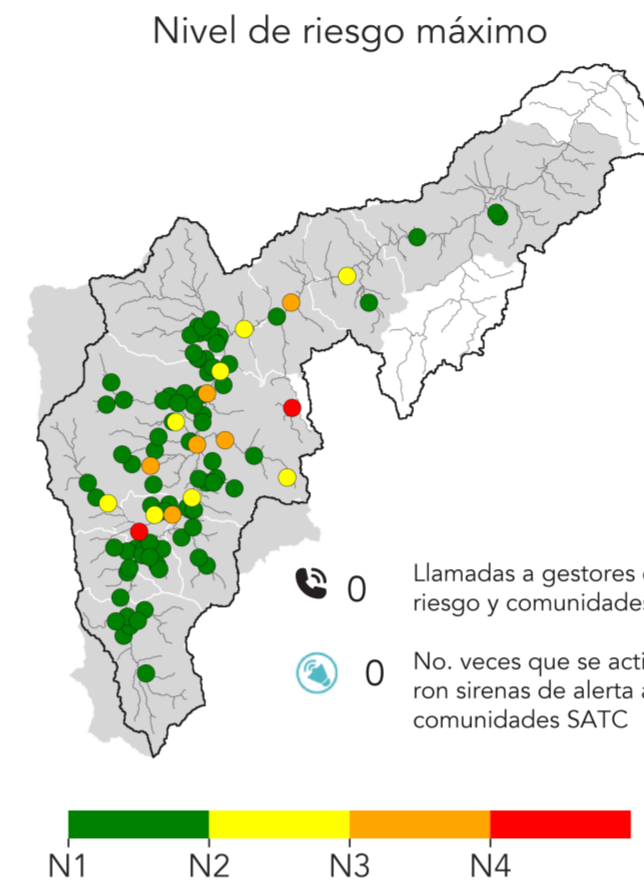 Nivel de riesgo máximo
0
Llamadas a gestores
riesgo y comunidades
0
No. veces que se acti
ron sirenas de alerta a
comunidades SATC
N1 N2 N3 N4